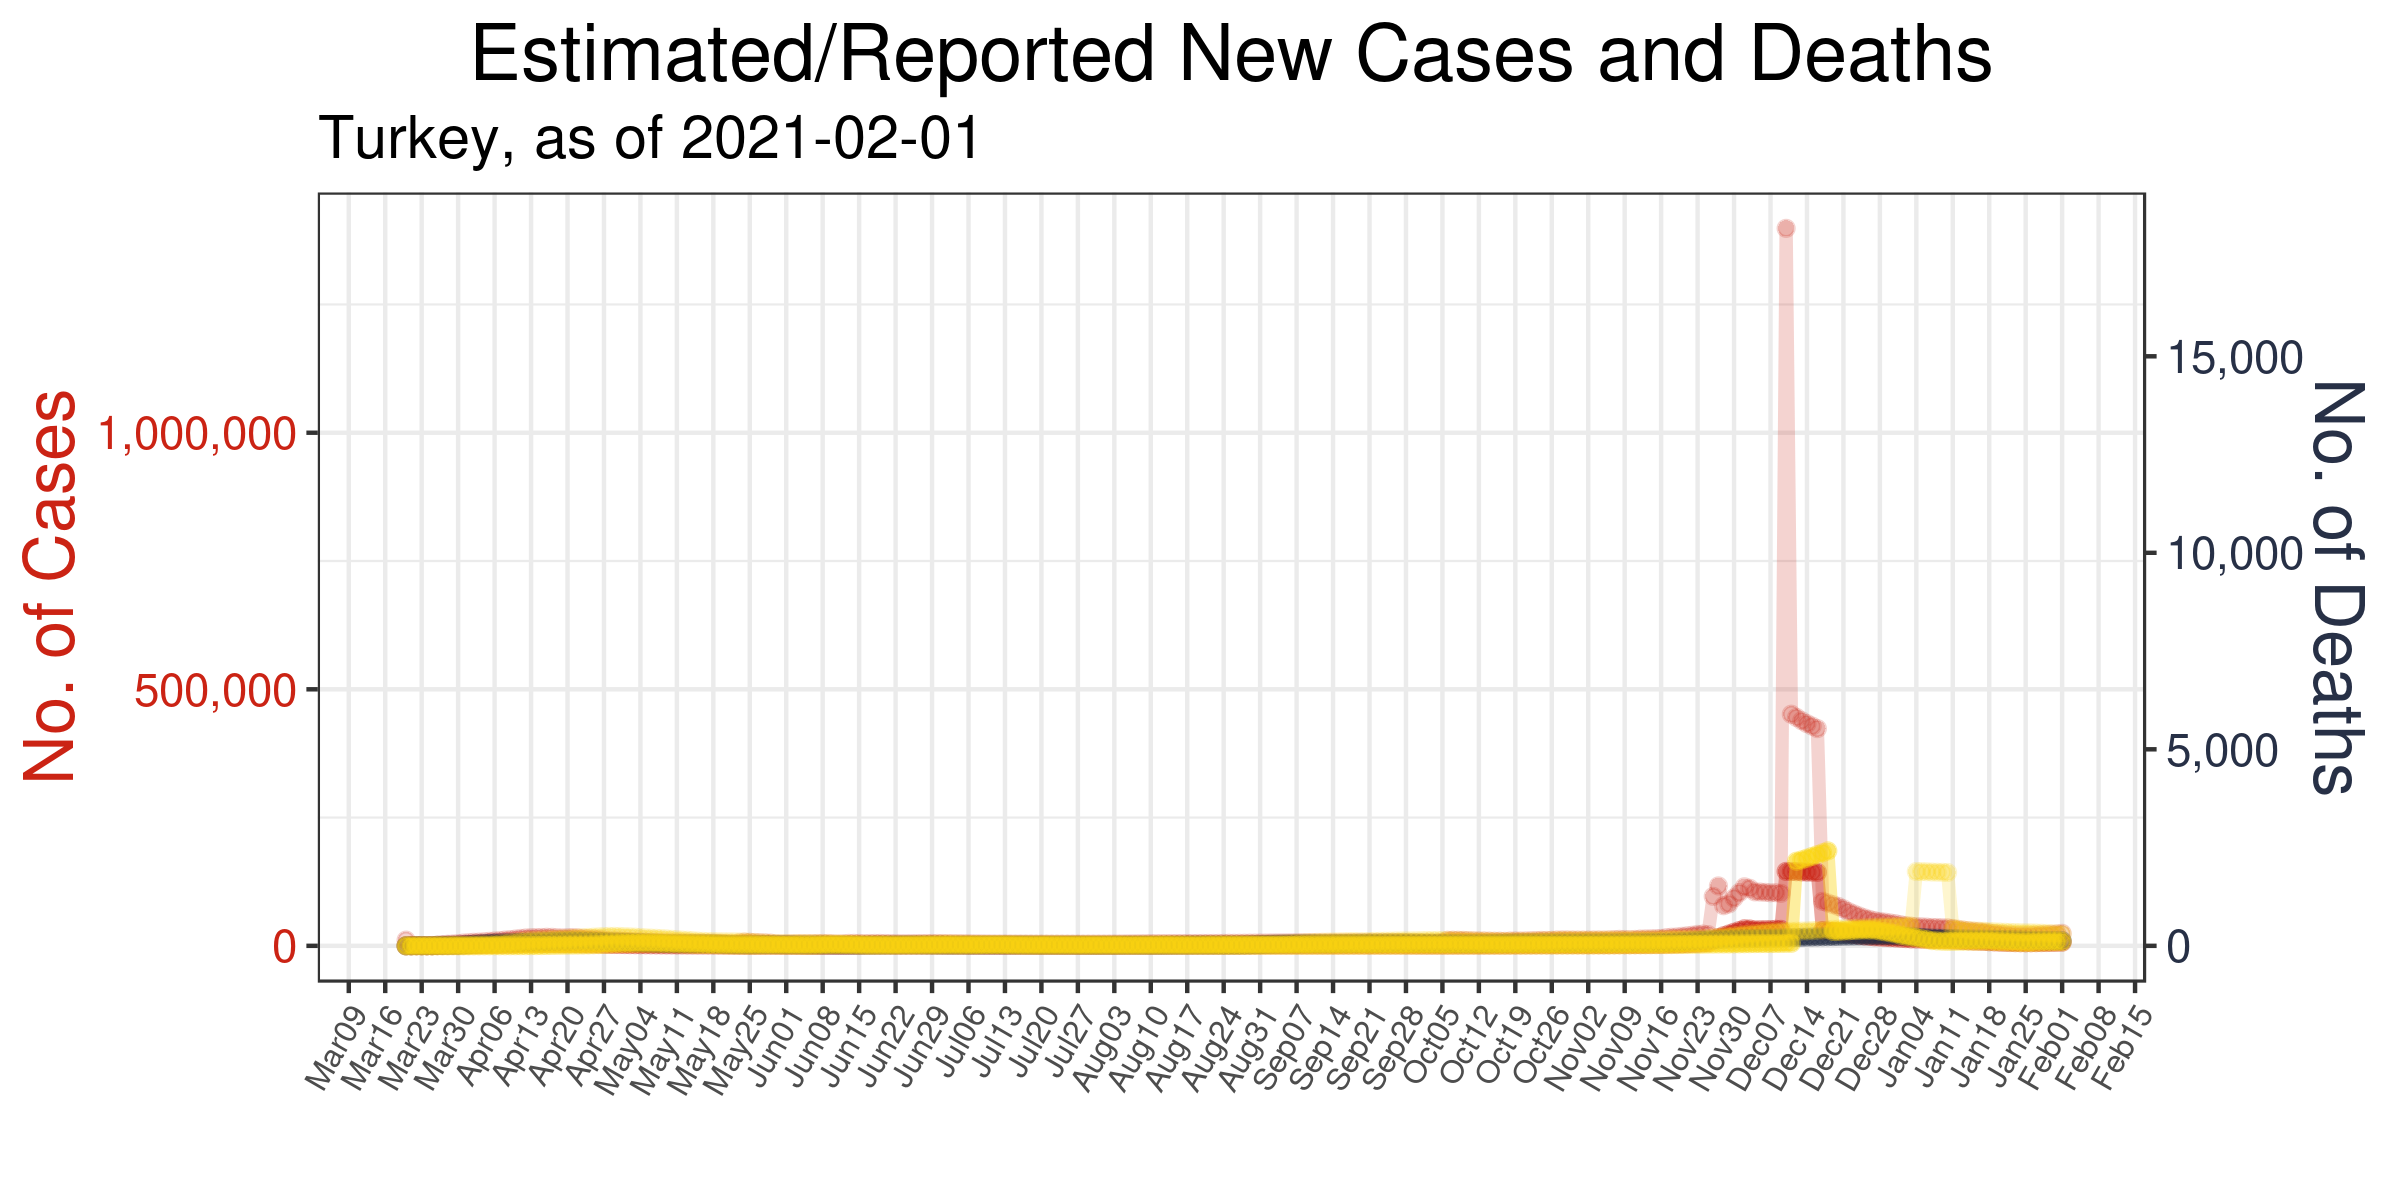 Estimated/Reported New Cases and Deaths
Turkey, as of 2021-02-01
No. of Cases
1,000,000
500,000
0
15,000
10,000
5,000
0
No. of Deaths
Mar09
Mar16
Mar23
Mar30
Apr06
Apr13
Apr20
Apr27
May04
May11
May18
May25
Jun01
Jun08
Jun15
Jun22
Jun29
Jul06
Jul13
Jul20
Jul27
Aug03
Aug10
Aug17
Aug24
Aug31
Sep07
Sep14
Sep21
Sep28
Oct05
Oct12
Oct19
Oct26
Nov02
Nov09
Nov16
Nov23
Nov30
Dec07
Dec14
Dec21
Dec28
Jan04
Jan11
Jan18
Jan25
Feb01
Feb08
Feb15